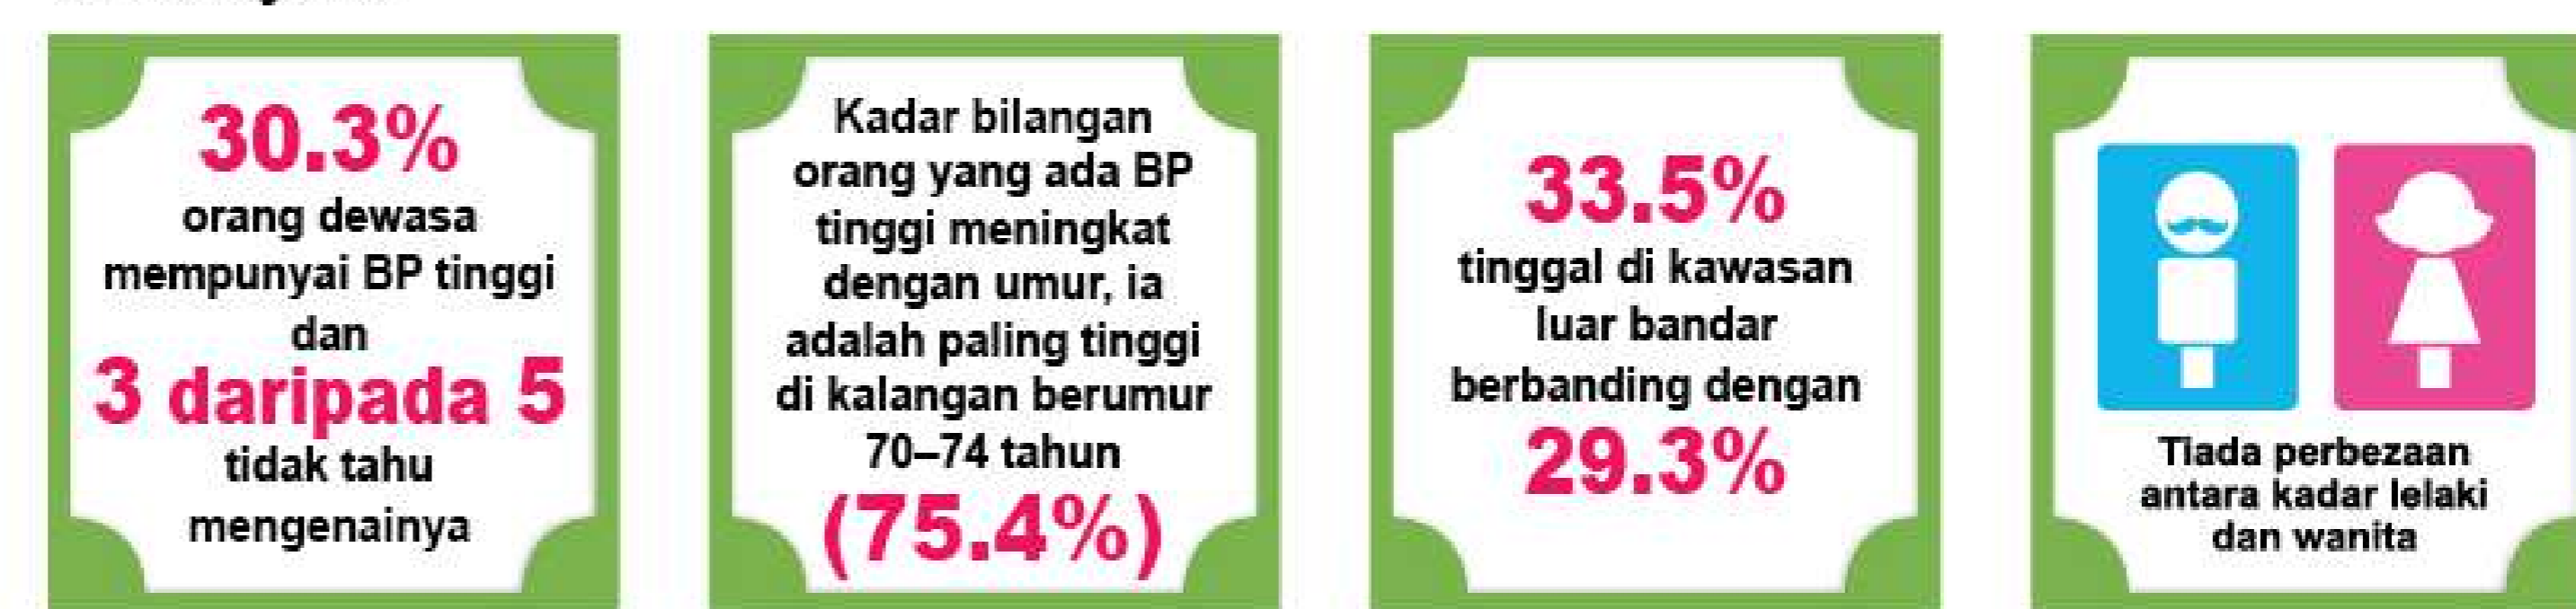 30.3%
orang dewasa
mempunyai BP tinggi
dan
3 daripada 5
tidak tahu
mengenainya
Kadar bilangan
orang yang ada BP
tinggi meningkat
dengan umur, ia
adalah paling tinggi
di kalangan berumur
70–74 tahun
(75.4%)
33.5%
tinggal di kawasan
luar bandar
berbanding dengan
29.3%
Tiada perbezaan
antara kadar lelaki
dan wanita